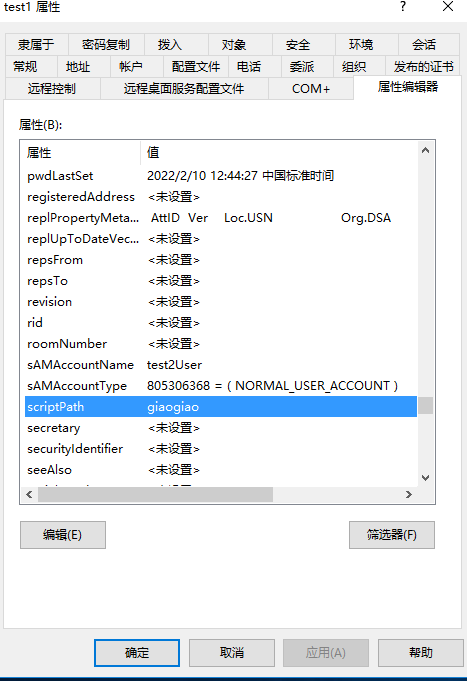 test1 属性
?
隶属于 密码复制 拨入 对象 安全 环境 会话
常规 地址 帐户 配置文件 电话 委派 组织 发布的证书
远程控制 远程桌面服务配置文件 COM+ 属性编辑器
属性(B):
属性 值
pwdLastSet 2022/2/10 12:44:27 中国标准时间
registeredAddress <未设置>
replPropertyMeta... AttID Ver Loc.USN Org.DSA
replUpToDateVec... <未设置>
repsFrom <未设置>
repsTo <未设置>
revision <未设置>
rid <未设置>
roomNumber <未设置>
sAMAccountName test2User
sAMAccountType 805306368 = ( NORMAL_USER_ACCOUNT )
scriptPath giaogiao
secretary <未设置>
securityIdentifier <未设置>
seeAlso <未设置>
编辑(E) 筛选器(F)
确定 取消 应用(A) 帮助